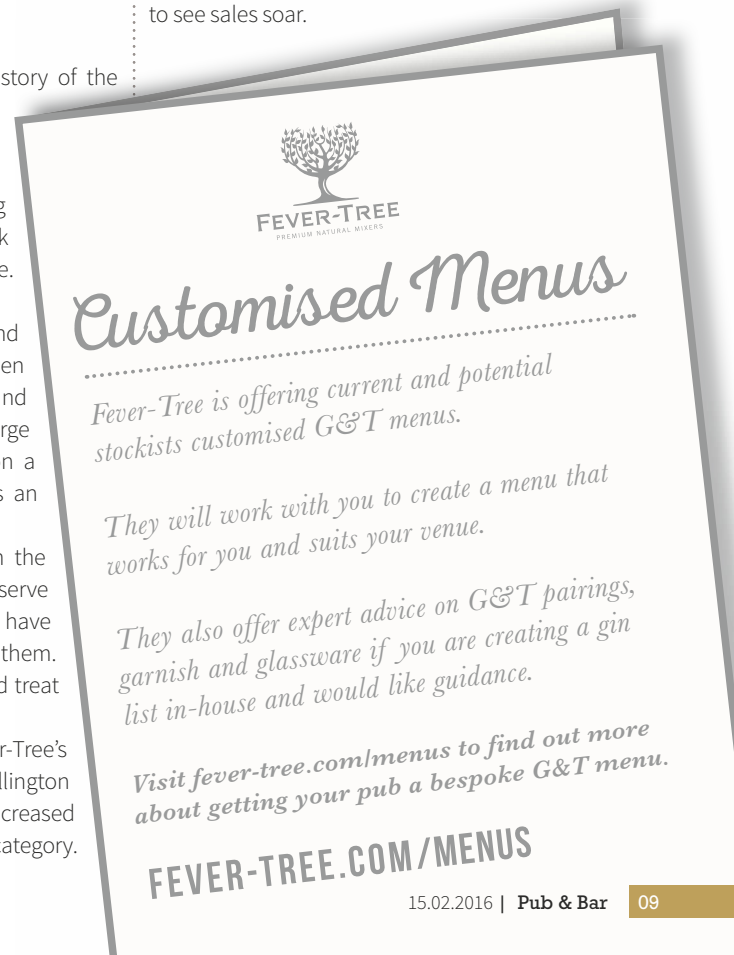 to see sales soar.
story of the
g
k
e.
nd
en
nd
rge
n a
s an
n the
serve
have
them.
d treat
r-Tree's
llington
creased
category.
FEVER-TREE
PREMIUM NATURAL MIXERS
Customised Menus
Fever-Tree is offering current and potential
stockists customised G&T menus.
They will work with you to create a menu that
works for you and suits your venue.
They also offer expert advice on G&T pairings,
garnish and glassware if you are creating a gin
list in-house and would like guidance.
Visit fever-tree.com/menus to find out more
about getting your pub a bespoke G&T menu.
FEVER-TREE.COM/MENUS
15.02.2016 | Pub & Bar 09